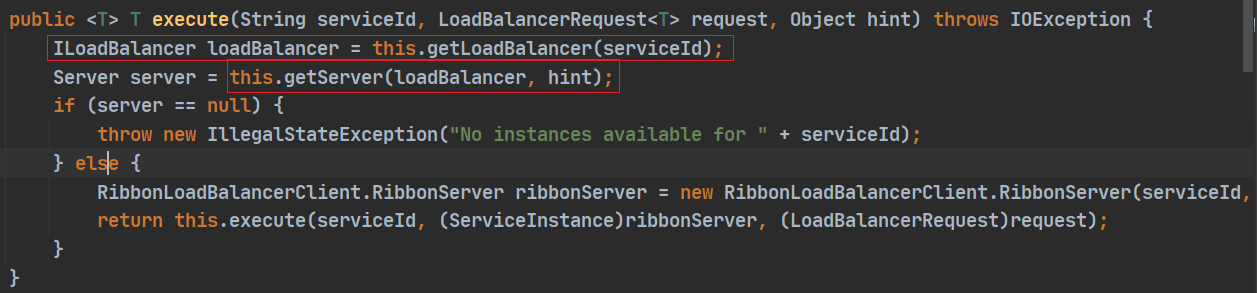 public <T> T execute(String serviceId, LoadBalancerRequest<T> request, Object hint) throws IOException {
    ILoadBalancer loadBalancer = this.getLoadBalancer(serviceId);
    Server server = this.getServer(loadBalancer, hint);
    if (server == null) {
        throw new IllegalStateException("No instances available for " + serviceId);
    } else {
        RibbonLoadBalancerClient.RibbonServer ribbonServer = new RibbonLoadBalancerClient.RibbonServer(serviceId,
        return this.execute(serviceId, (ServiceInstance)ribbonServer, (LoadBalancerRequest)request);
    }
}